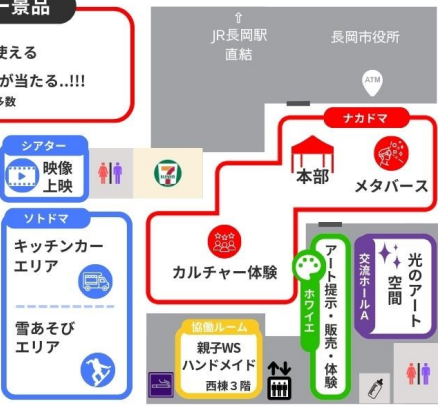 ー景品
使える
が当たる..!!!
多数
⇧
JR長岡駅
直結
長岡市役所
ATM
ナカドマ
本部
メタバース
シアター
映像
上映
7
ソトドマ
キッチンカー
エリア
雪あそび
エリア
カルチャー体験
ホワイエ
アート提示・販売・体験
交流ホールA
光のアート
空間
協働ルーム
親子WS
ハンドメイド
西棟3階